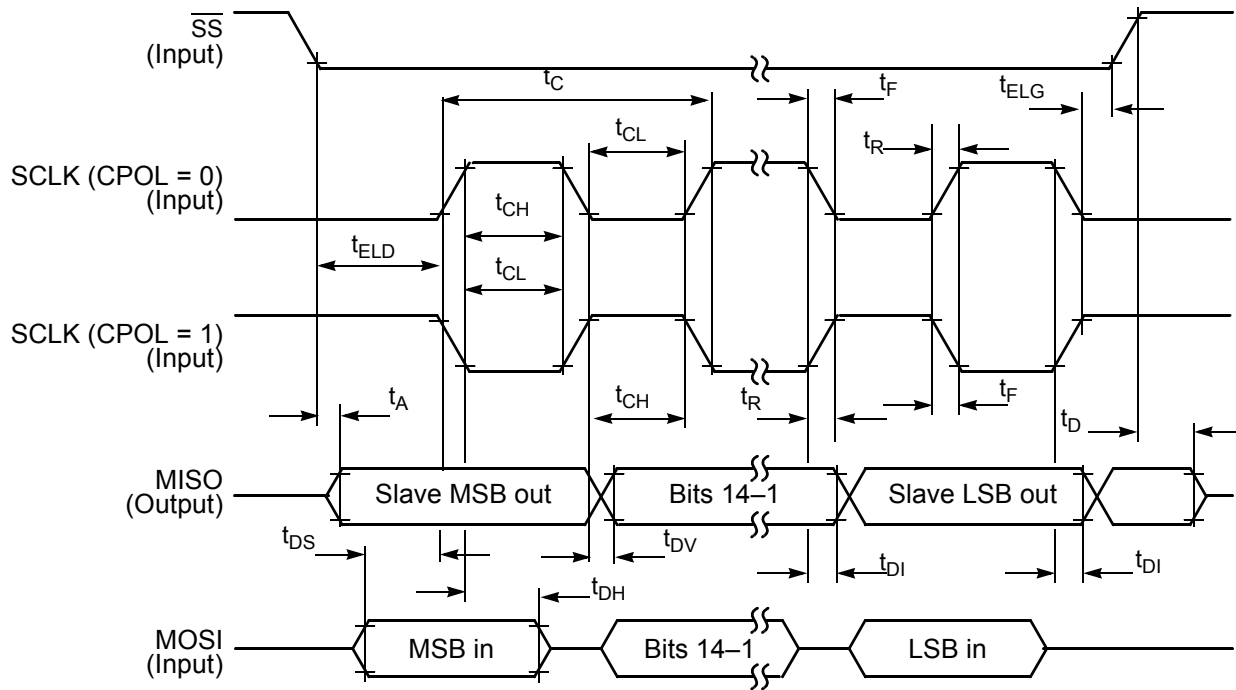 SS
(Input)
tC
tF
tELG
tCL
tR
SCLK (CPOL = 0)
(Input)
tCH
tELD
tCL
SCLK (CPOL = 1)
(Input)
tA
tCH
tR
tF
tD
MISO
(Output)
Slave MSB out
Bits 14–1
Slave LSB out
tDS
tDV
tDI
tDI
tDH
MOSI
(Input)
MSB in
Bits 14–1
LSB in